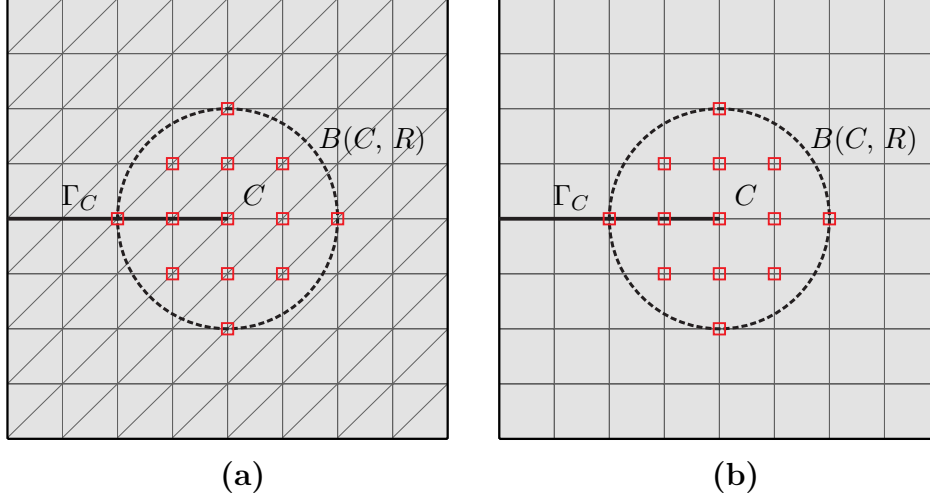 B(C, R)
B(C, R)
Γ_C
C
Γ_C
C
(a)
(b)